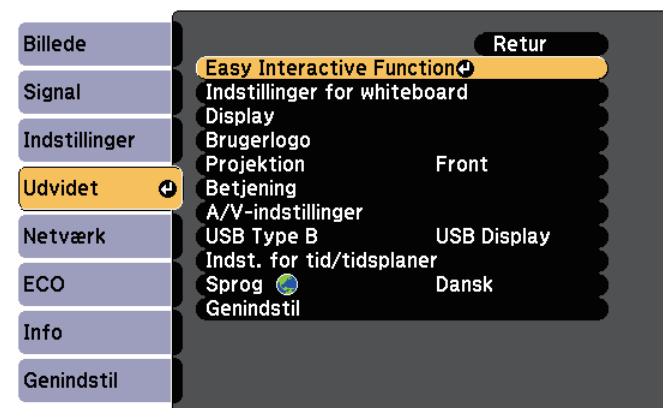 Billede
Signal
Indstillinger
Udvidet
Netværk
ECO
Info
Genindstil
Retur
Easy Interactive Function
Indstillinger for whiteboard
Display
Brugerlogo
Projektion Front
Betjening
A/V-indstillinger
USB Type B USB Display
Indst. for tid/tidsplaner
Sprog Dansk
Genindstil